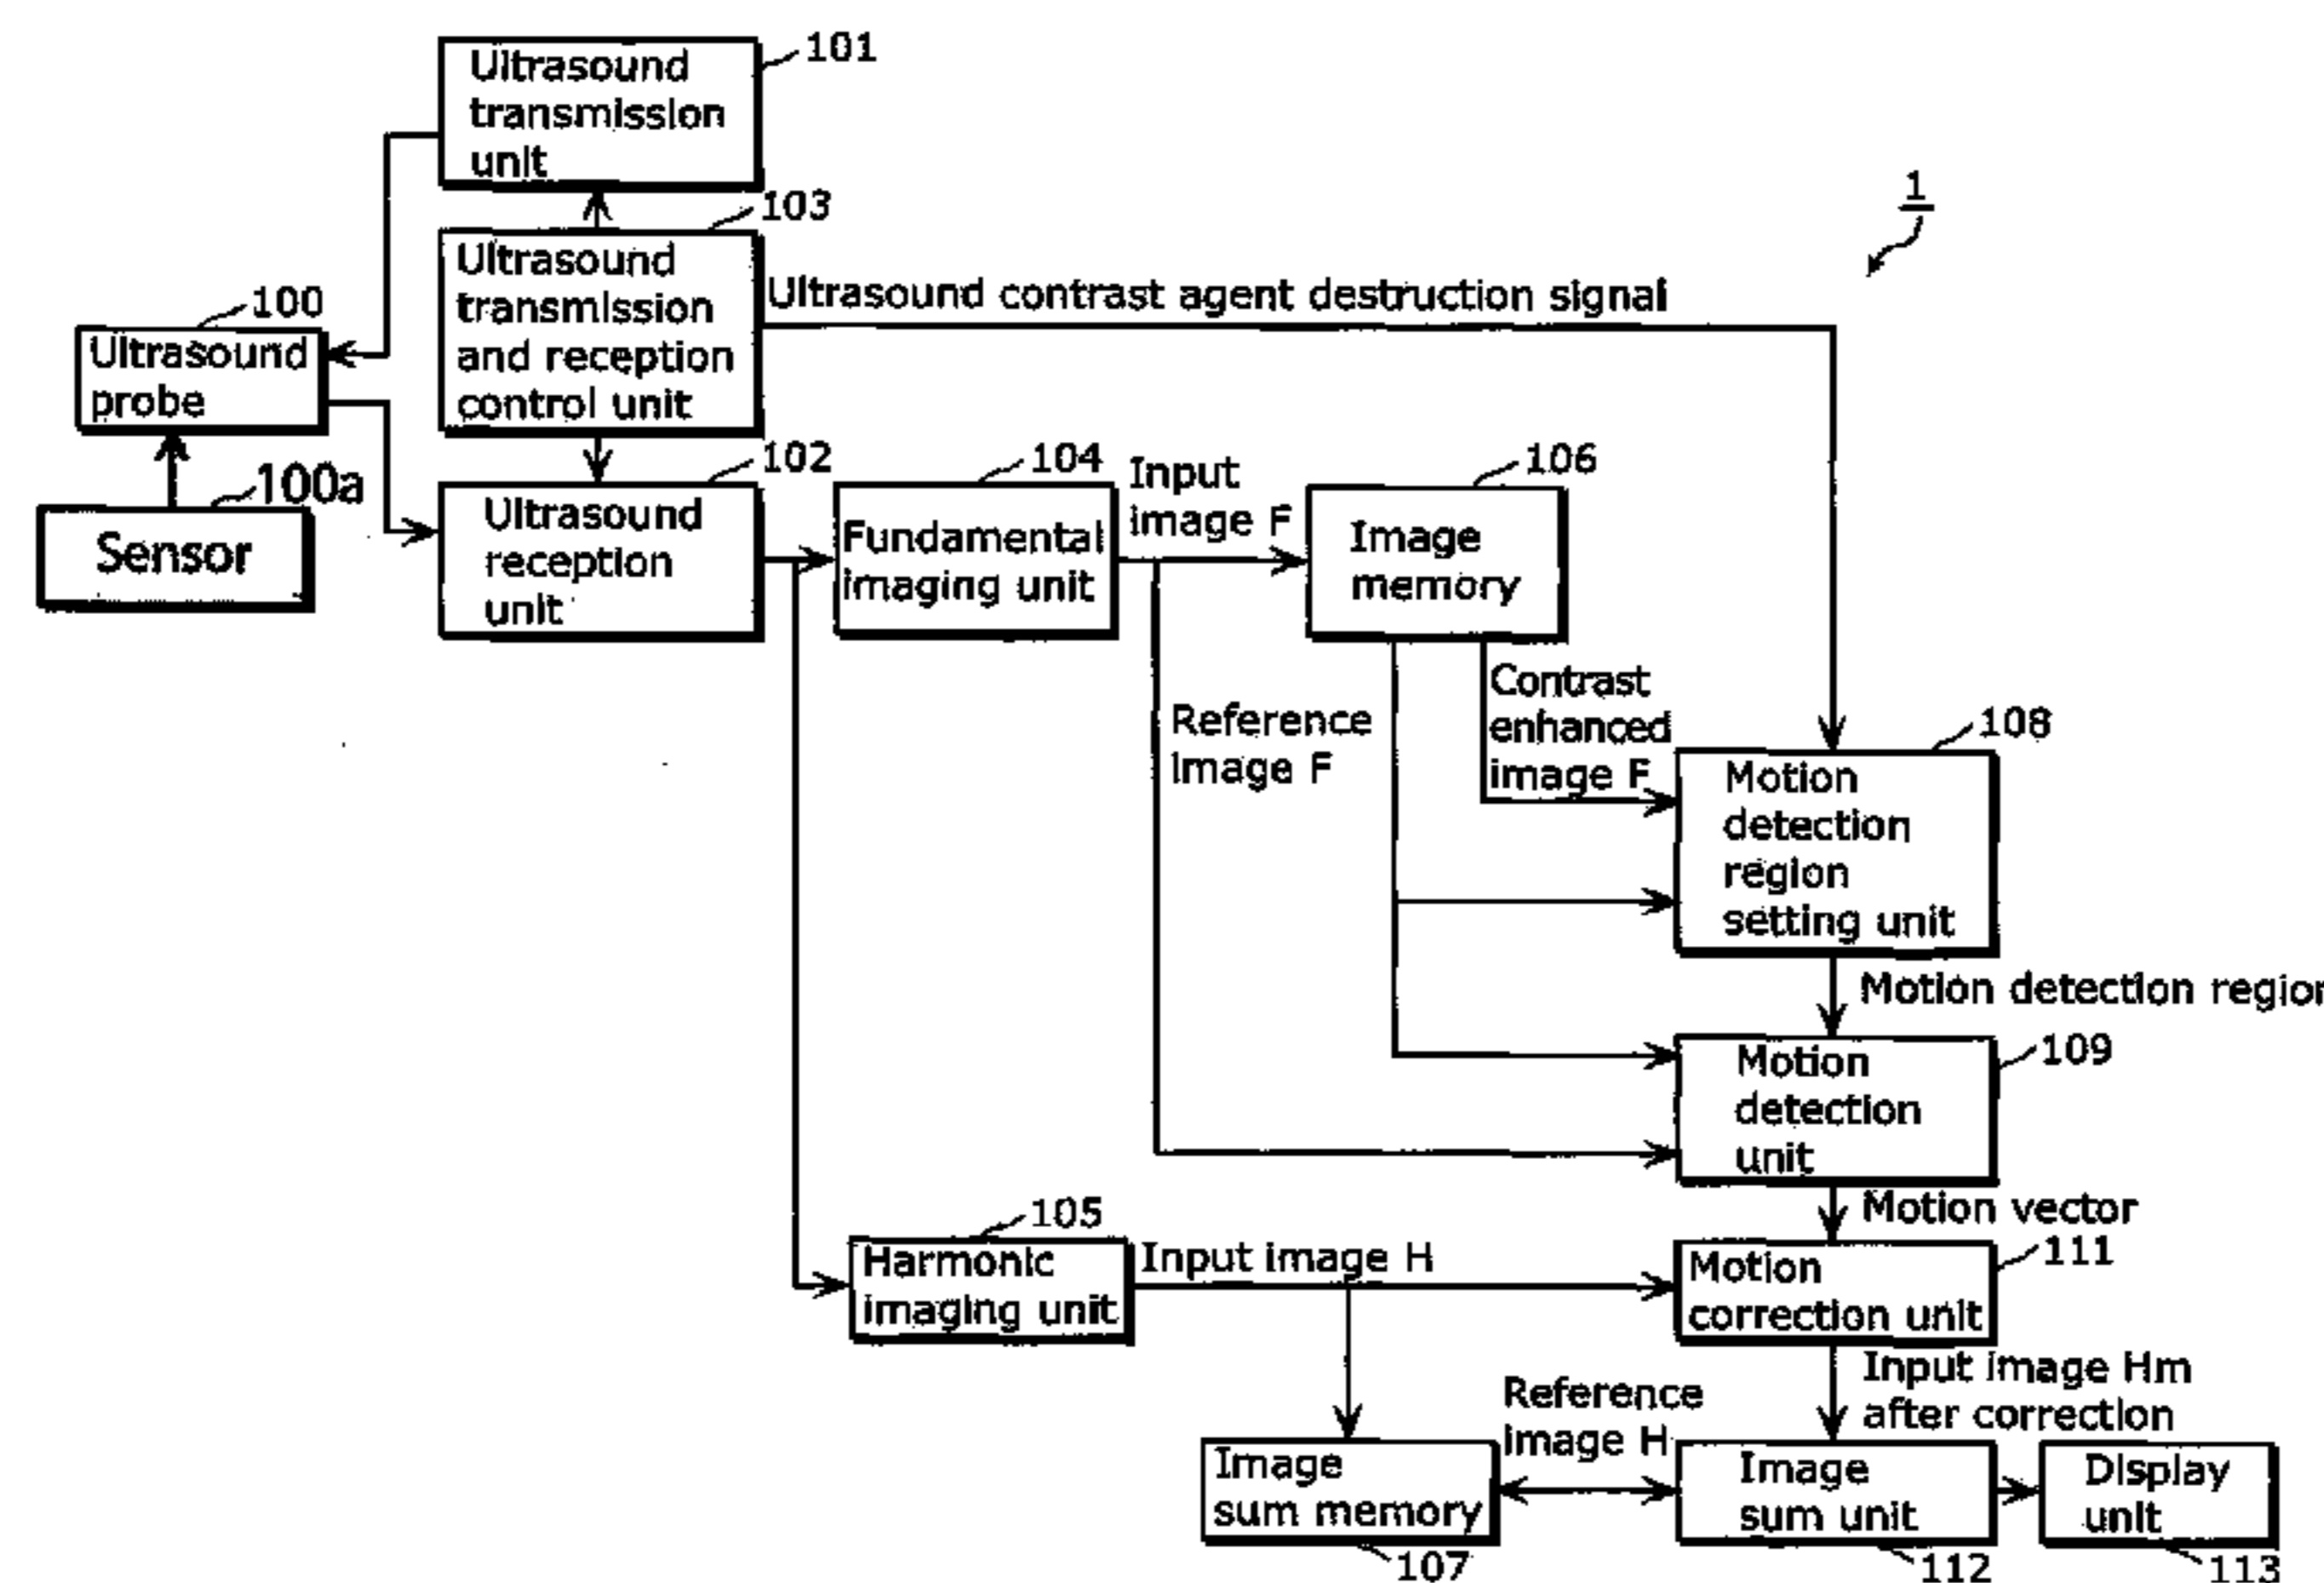 Ultrasound
transmission
unit
101
103
Ultrasound
transmission
and reception
control unit
1
Ultrasound contrast agent destruction signal
100
Ultrasound
probe
100a
Sensor
102
Ultrasound
reception
unit
104
Fundamental
imaging unit
Input
image F
106
Image
memory
Reference
image F
Contrast
enhanced
image F
108
Motion
detection
region
setting unit
Motion detection region
109
Motion
detection
unit
Motion vector
105
Harmonic
imaging unit
Input image H
111
Motion
correction unit
Input image Hm
after correction
Reference
image H
Image
sum memory
107
Image
sum unit
112
Display
unit
113